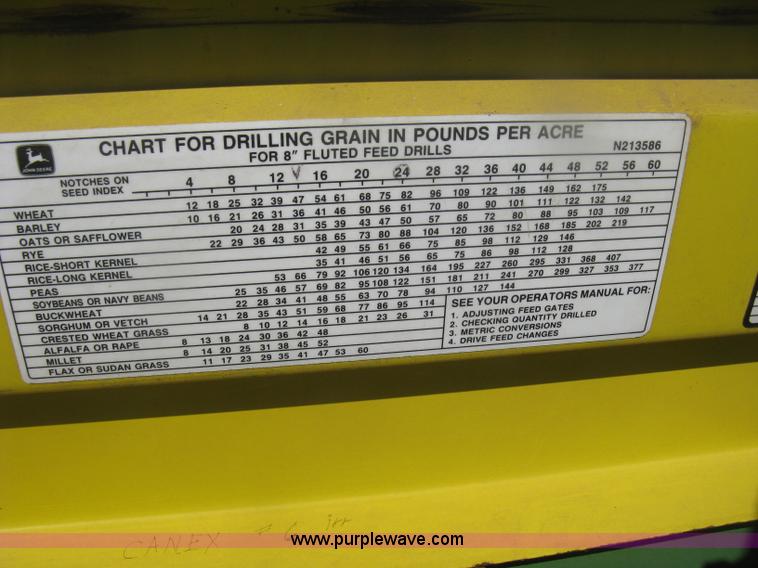 CHART FOR DRILLING GRAIN IN POUNDS PER ACRE
FOR 8" FLUTED FEED DRILLS
N213586
JOHN DEERE
NOTCHES ON
SEED INDEX
4 8 12 16 20 24 28 32 36 40 44 48 52 56 60
WHEAT 12 18 25 32 39 47 54 61 68 75 82 96 109 122 136 149 162 175
BARLEY 10 16 21 26 31 36 41 46 50 56 61 70 80 90 101 111 122 132 142
OATS OR SAFFLOWER 20 24 28 31 35 39 43 47 50 57 65 72 80 88 95 103 109 117
RYE 22 29 36 43 50 58 65 73 80 88 104 120 136 152 168 185 202 219
RICE-SHORT KERNEL 42 49 55 61 66 75 85 98 112 129 146
RICE-LONG KERNEL 35 41 46 51 56 65 75 86 98 112 128
PEAS 53 66 79 92 106 120 134 164 195 227 260 295 331 368 407
SOYBEANS OR NAVY BEANS 25 35 46 57 69 82 95 108 122 151 181 211 241 270 299 327 353 377
BUCKWHEAT 22 28 34 41 48 55 63 70 78 94 110 127 144
SORGHUM OR VETCH 14 21 28 35 43 51 59 68 77 86 95 114
CRESTED WHEAT GRASS 8 10 12 14 16 18 21 23 26 31
ALFALFA OR RAPE 8 13 18 24 30 36 42 48
MILLET 8 14 20 25 31 38 45 52
FLAX OR SUDAN GRASS 11 17 23 29 35 41 47 53 60
SEE YOUR OPERATORS MANUAL FOR:
1. ADJUSTING FEED GATES
2. CHECKING QUANTITY DRILLED
3. METRIC CONVERSIONS
4. DRIVE FEED CHANGES
CANEX # 6
www.purplewave.com